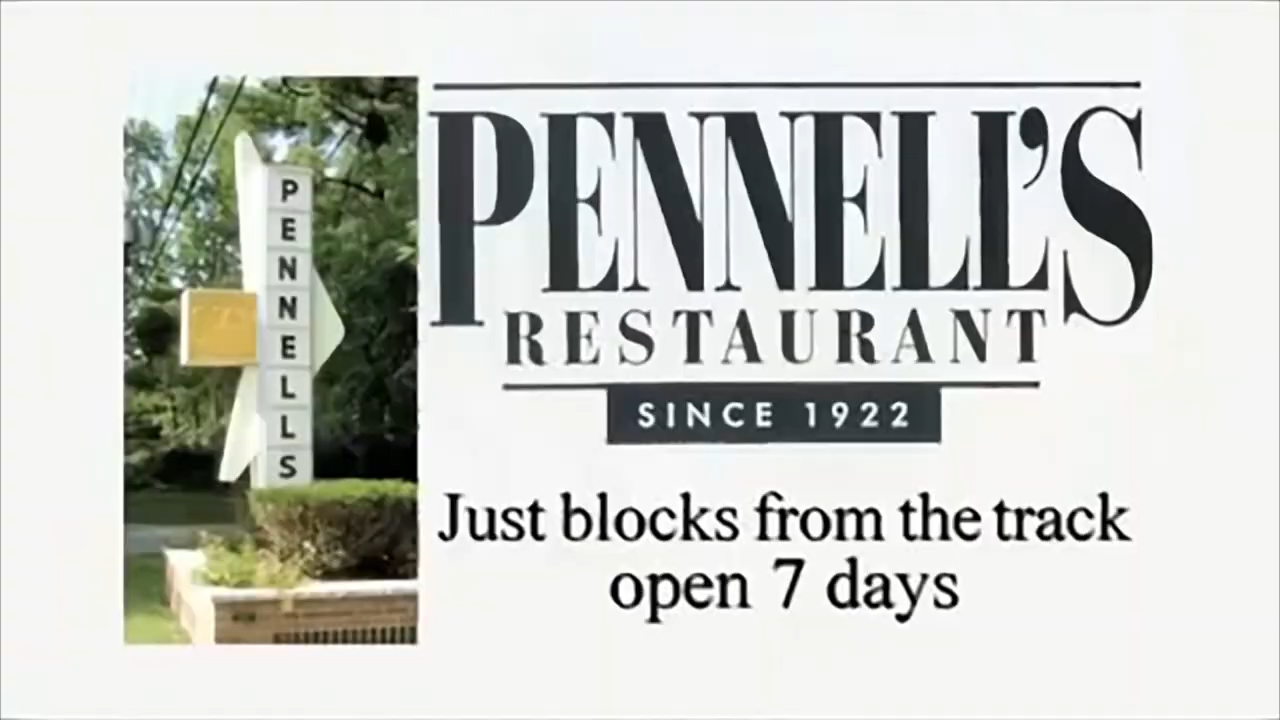 PENNELLS
PENNELL'S
RESTAURANT
SINCE 1922
Just blocks from the track
open 7 days